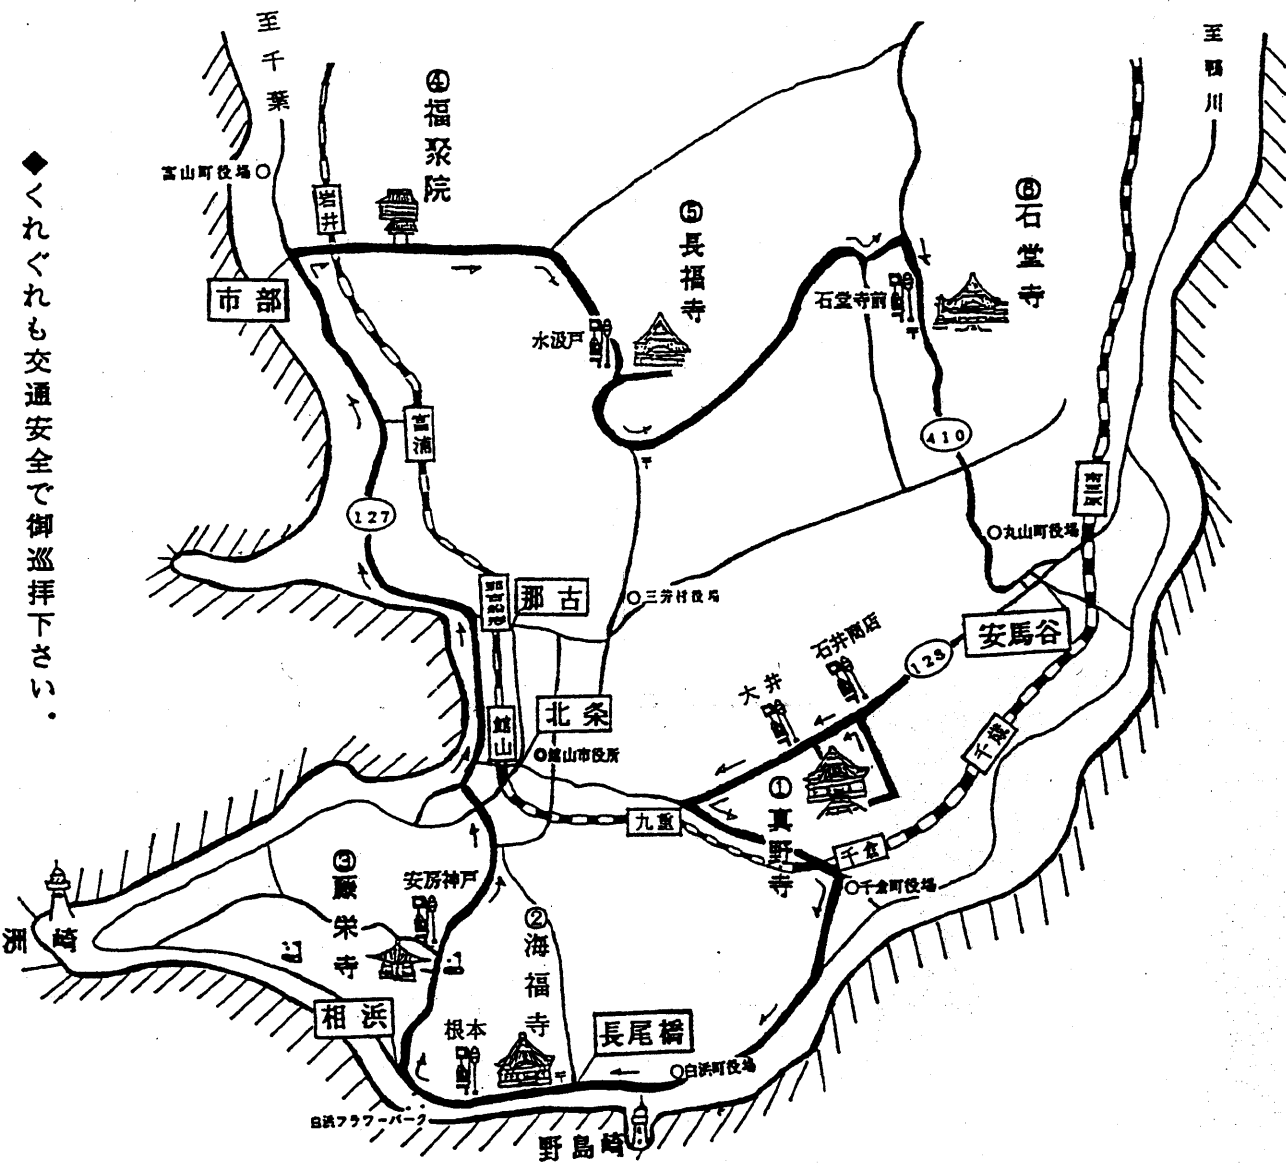 至千葉
至鴨川
④福聚院
⑤長福寺
⑥石堂寺
富山町役場
岩井
市部
水汲戸
石堂寺前
〒
富浦
410
〒
127
南三原
丸山町役場
那古船形
那古
三芳村役場
安馬谷
石井商店
128
大井
北条
館山
館山市役所
千歳
①真野寺
九重
千倉
千倉町役場
③厳栄寺
安房神戸
②海福寺
洲崎
相浜
根本
長尾橋
〒
白浜町役場
白浜フラワーパーク
野島崎
◆くれぐれも交通安全で御巡拝下さい.